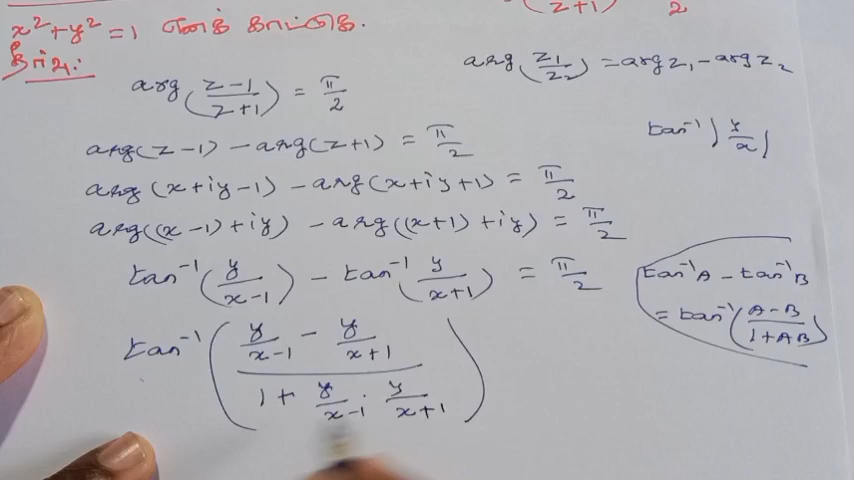 (z+1) 2
x² + y² = 1 எனக் காட்டுக.
தீர்வு:
arg(z-1/z+1) = π/2
arg(z₁/z₂) = arg z₁ - arg z₂
arg(z-1) - arg(z+1) = π/2
tan⁻¹|y/x|
arg(x+iy-1) - arg(x+iy+1) = π/2
arg((x-1)+iy) - arg((x+1)+iy) = π/2
tan⁻¹(y/x-1) - tan⁻¹(y/x+1) = π/2
tan⁻¹A - tan⁻¹B
= tan⁻¹(A-B/1+AB)
tan⁻¹(y/x-1 - y/x+1 / 1 + y/x-1 · y/x+1)